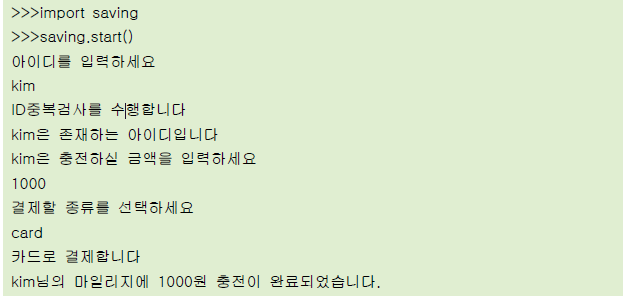 >>>import saving
>>>saving.start()
아이디를 입력하세요
kim
ID중복검사를 수행합니다
kim은 존재하는 아이디입니다
kim은 충전하실 금액을 입력하세요
1000
결제할 종류를 선택하세요
card
카드로 결제합니다
kim님의 마일리지에 1000원 충전이 완료되었습니다.